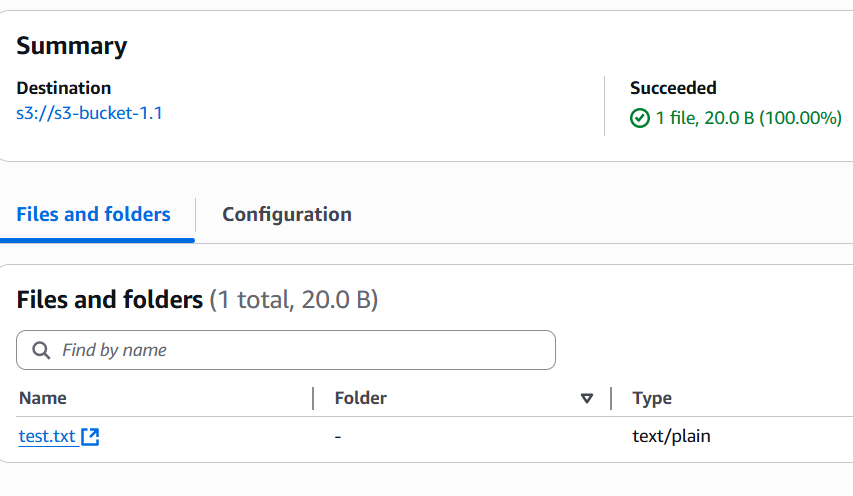 Summary
Destination
s3://s3-bucket-1.1
Succeeded
1 file, 20.0 B (100.00%)
Files and folders
Configuration
Files and folders (1 total, 20.0 B)
Find by name
Name Folder Type
test.txt - text/plain